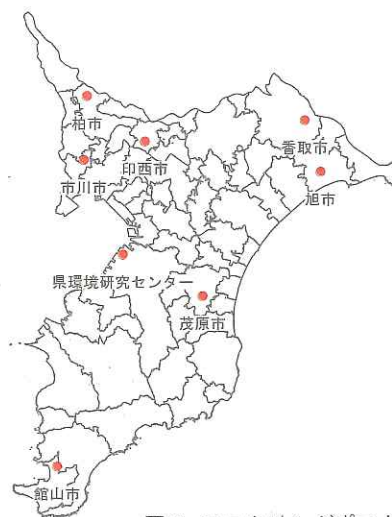 柏市
印西市
市川市
香取市
旭市
県環境研究センター
茂原市
館山市